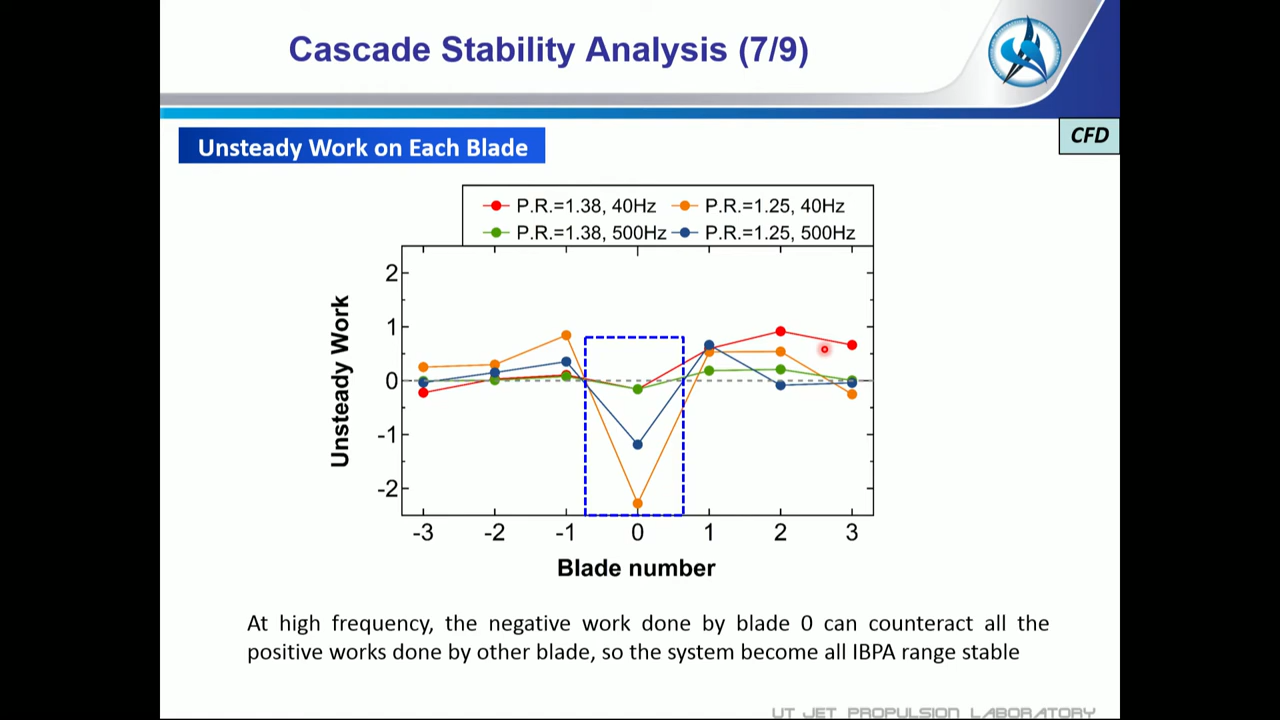 Cascade Stability Analysis (7/9)
CFD
Unsteady Work on Each Blade
P.R.=1.38, 40Hz P.R.=1.25, 40Hz
P.R.=1.38, 500Hz P.R.=1.25, 500Hz
Unsteady Work
2
1
0
-1
-2
-3 -2 -1 0 1 2 3
Blade number
At high frequency, the negative work done by blade 0 can counteract all the
positive works done by other blade, so the system become all IBPA range stable
UT JET PROPULSION LABORATORY